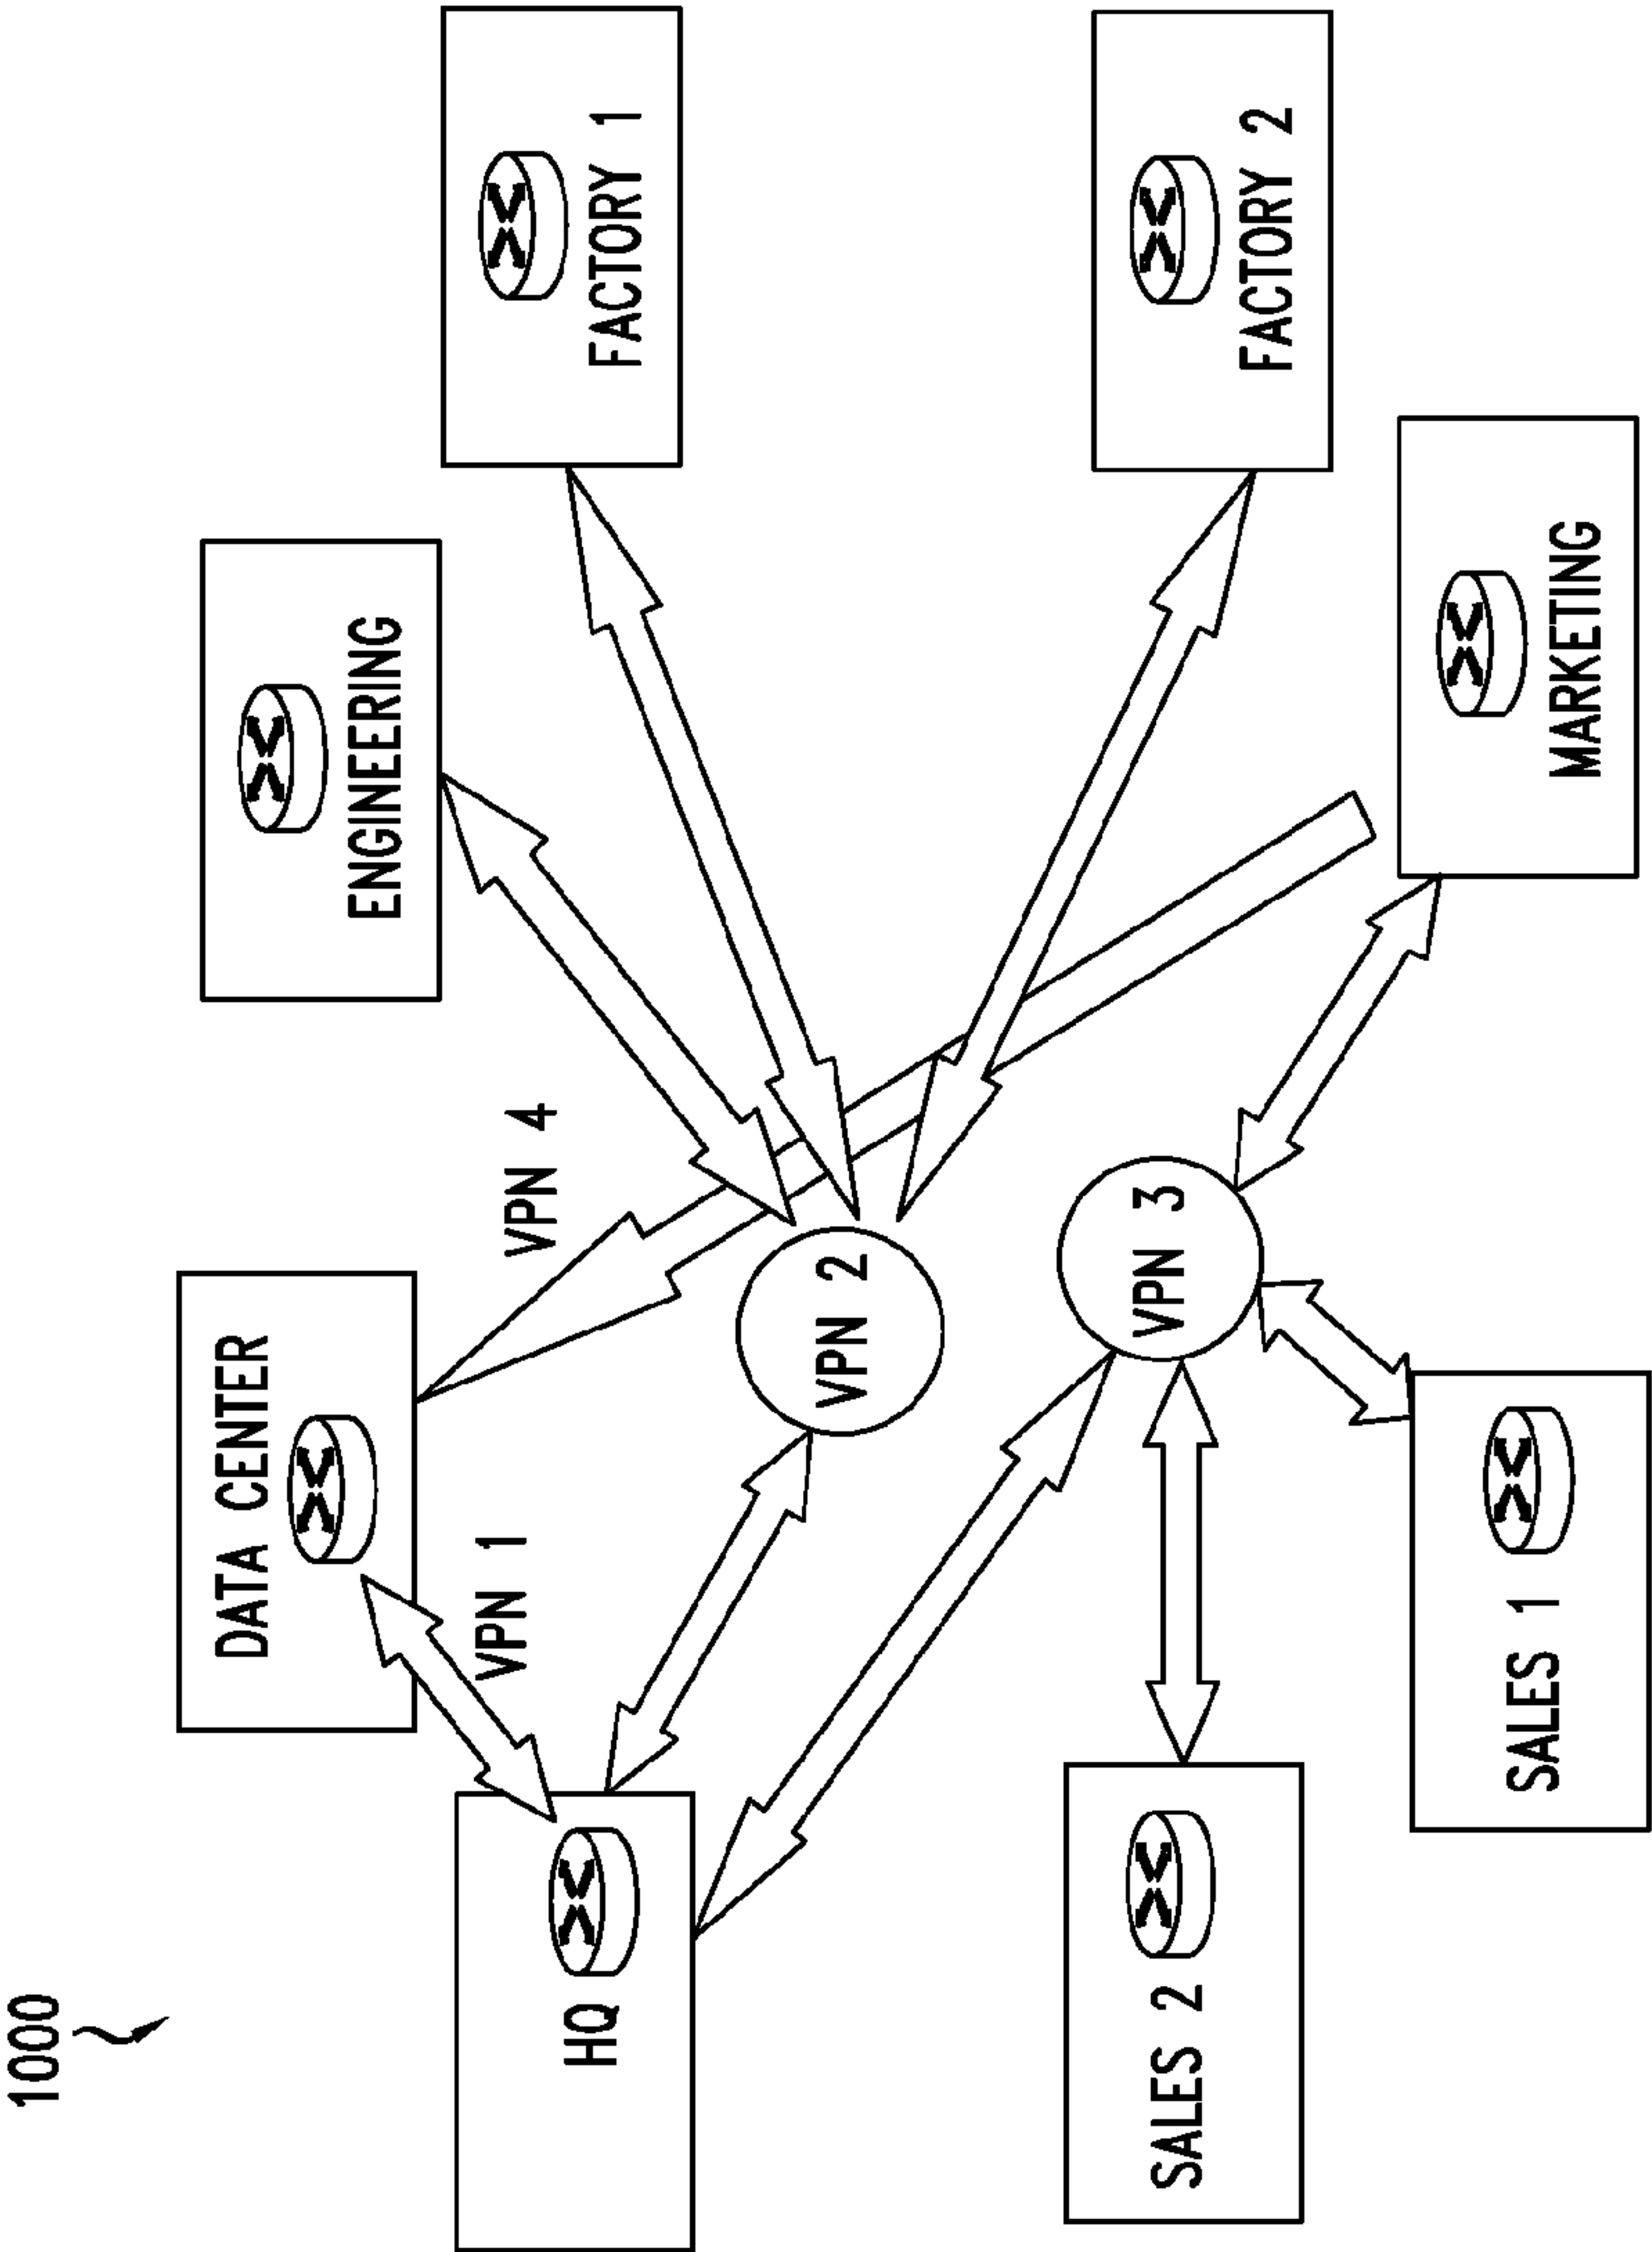 1000
DATA CENTER
ENGINEERING
VPN 1
VPN 4
HQ
FACTORY 1
VPN 2
VPN 3
SALES 2
FACTORY 2
SALES 1
MARKETING